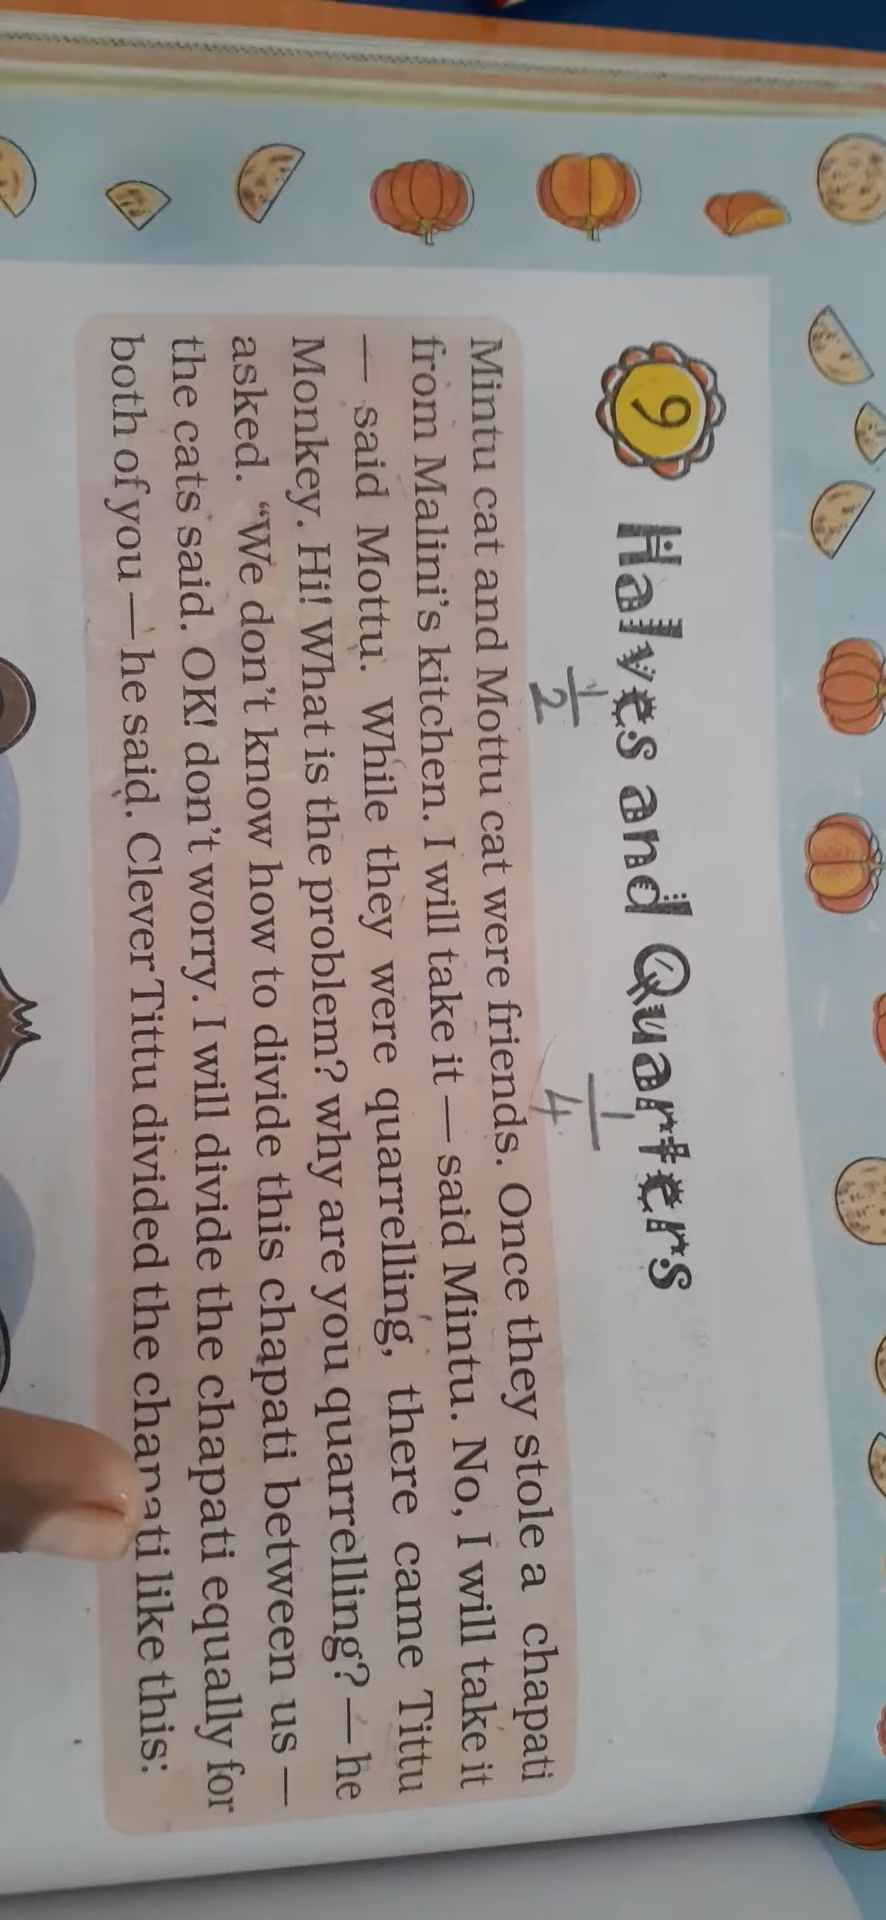 9 Halves and Quarters
1/2 1/4
Mintu cat and Mottu cat were friends. Once they stole a chapati
from Malini's kitchen. I will take it — said Mintu. No, I will take it
— said Mottu. While they were quarrelling, there came Tittu
Monkey. Hi! What is the problem? why are you quarrelling? — he
asked. “We don't know how to divide this chapati between us —
the cats said. OK! don't worry. I will divide the chapati equally for
both of you — he said. Clever Tittu divided the chapati like this: